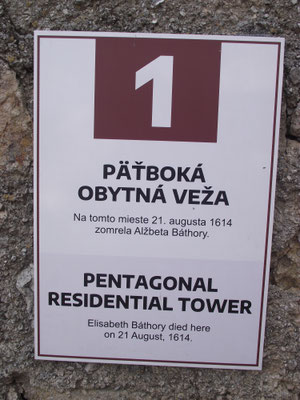 1
PÄŤBOKÁ
OBYTNÁ VEŽA
Na tomto mieste 21. augusta 1614
zomrela Alžbeta Báthory.
PENTAGONAL
RESIDENTIAL TOWER
Elisabeth Báthory died here
on 21 August, 1614.